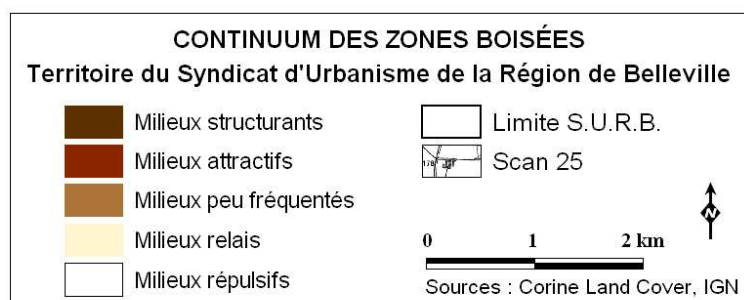 CONTINUUM DES ZONES BOISÉES
Territoire du Syndicat d'Urbanisme de la Région de Belleville
Milieux structurants
Milieux attractifs
Milieux peu fréquentés
Milieux relais
Milieux répulsifs
Limite S.U.R.B.
178
Scan 25
N
0 1 2 km
Sources : Corine Land Cover, IGN